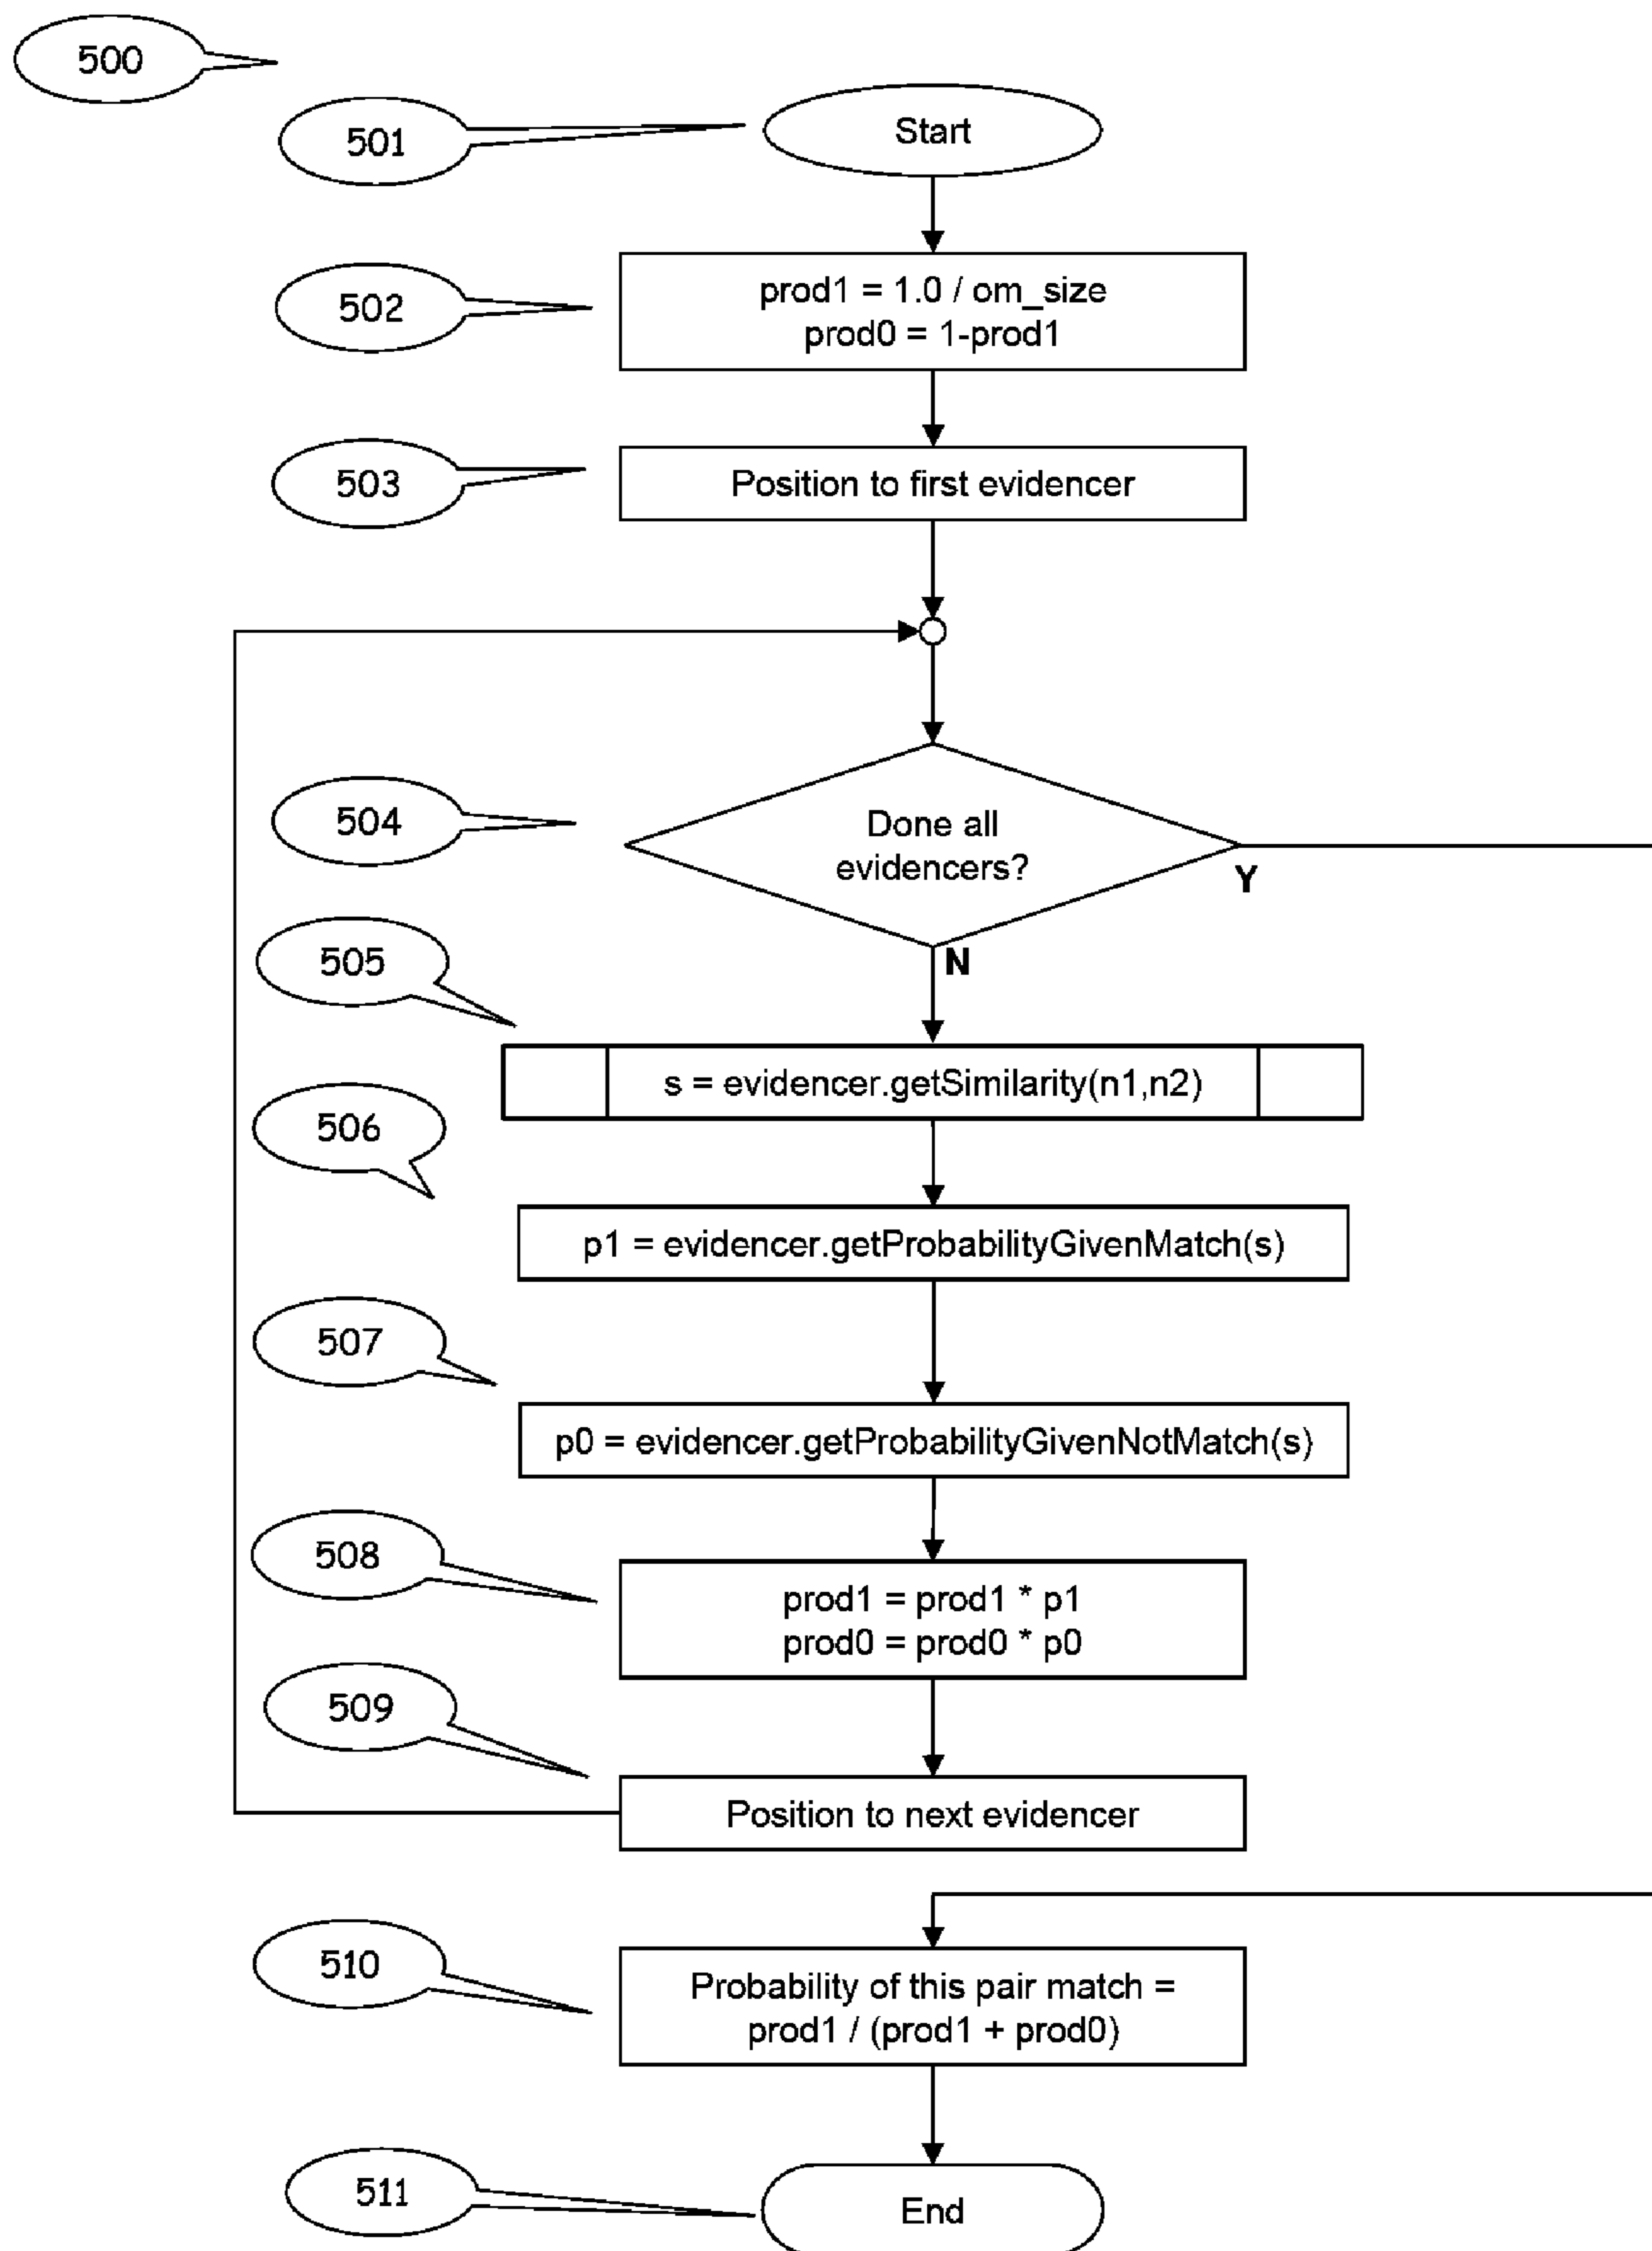 500
501
Start
502
prod1 = 1.0 / om_size
prod0 = 1-prod1
503
Position to first evidencer
504
Done all
evidencers?
Y
505
N
s = evidencer.getSimilarity(n1,n2)
506
p1 = evidencer.getProbabilityGivenMatch(s)
507
p0 = evidencer.getProbabilityGivenNotMatch(s)
508
prod1 = prod1 * p1
prod0 = prod0 * p0
509
Position to next evidencer
510
Probability of this pair match =
prod1 / (prod1 + prod0)
511
End